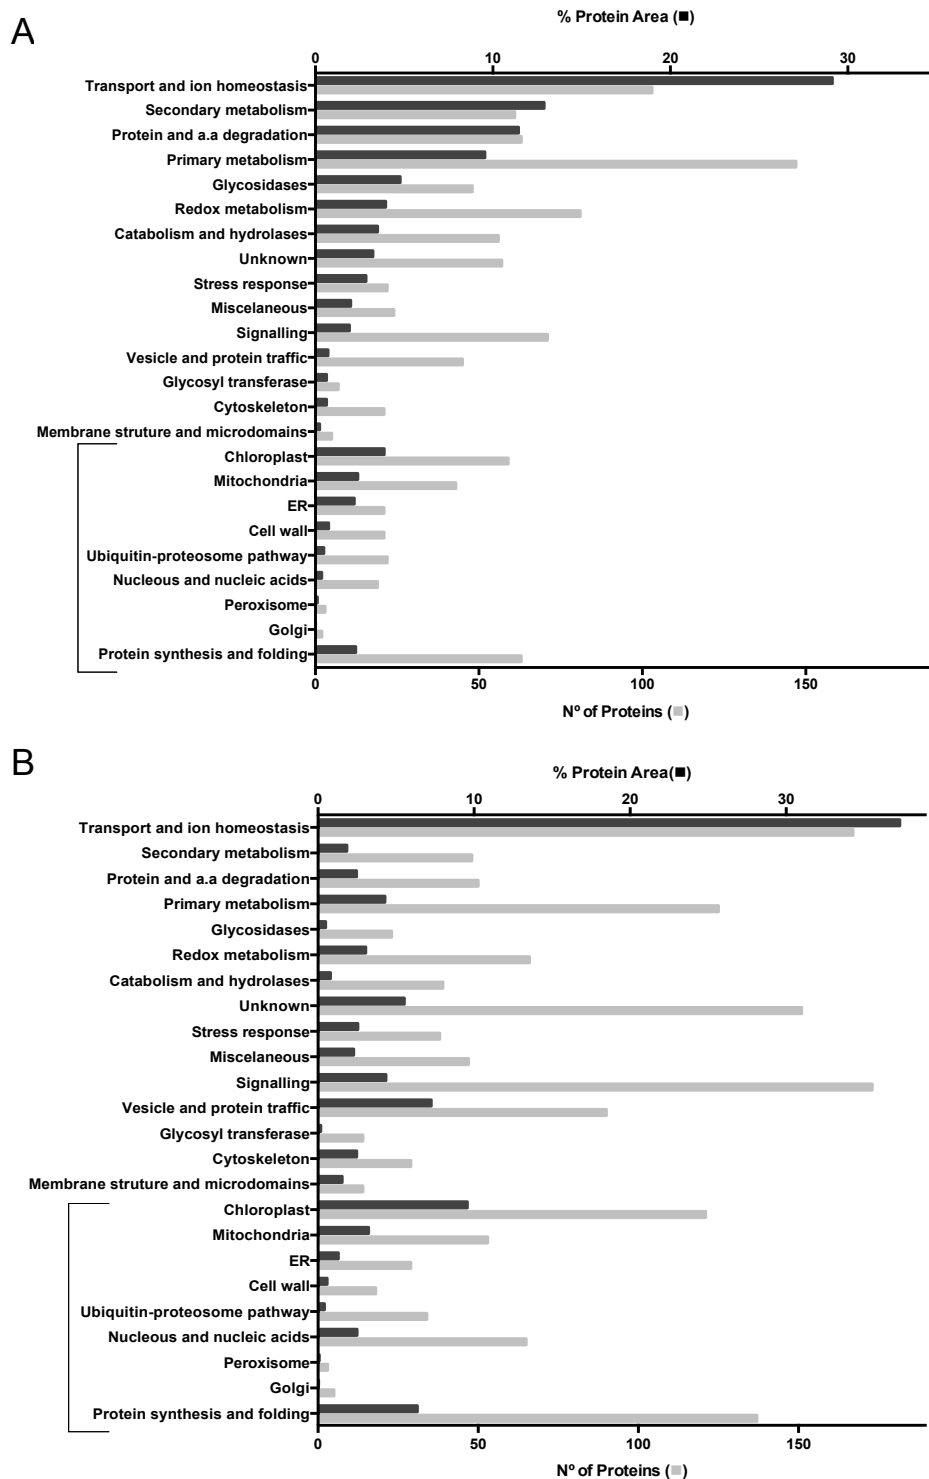 A
% Protein Area (■)
0 10 20 30
Transport and ion homeostasis
Secondary metabolism
Protein and a.a degradation
Primary metabolism
Glycosidases
Redox metabolism
Catabolism and hydrolases
Unknown
Stress response
Miscelaneous
Signalling
Vesicle and protein traffic
Glycosyl transferase
Cytoskeleton
Membrane struture and microdomains
Chloroplast
Mitochondria
ER
Cell wall
Ubiquitin-proteosome pathway
Nucleous and nucleic acids
Peroxisome
Golgi
Protein synthesis and folding
0 50 100 150
Nº of Proteins (■)
B
% Protein Area(■)
0 10 20 30
Transport and ion homeostasis
Secondary metabolism
Protein and a.a degradation
Primary metabolism
Glycosidases
Redox metabolism
Catabolism and hydrolases
Unknown
Stress response
Miscelaneous
Signalling
Vesicle and protein traffic
Glycosyl transferase
Cytoskeleton
Membrane struture and microdomains
Chloroplast
Mitochondria
ER
Cell wall
Ubiquitin-proteosome pathway
Nucleous and nucleic acids
Peroxisome
Golgi
Protein synthesis and folding
0 50 100 150
Nº of Proteins (■)